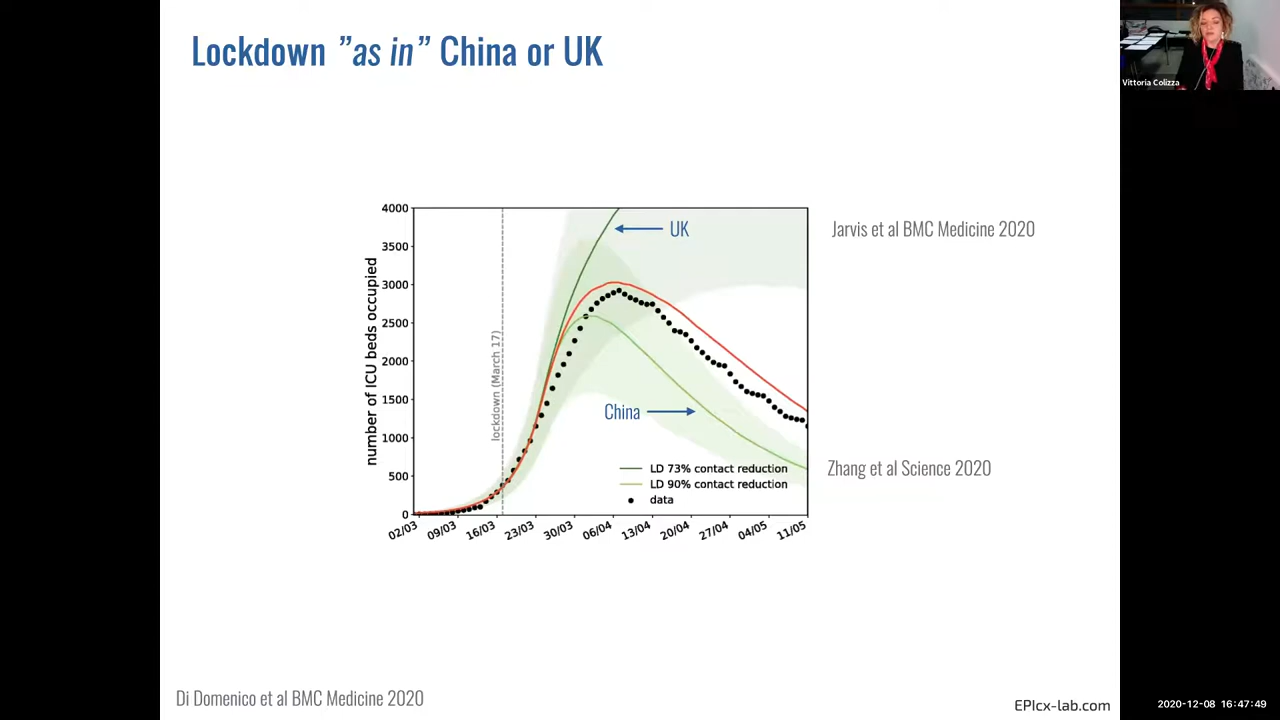 Lockdown "as in" China or UK
Vittoria Colizza
4000
3500
3000
2500
2000
1500
1000
500
0
number of ICU beds occupied
lockdown (March 17)
UK
China
Jarvis et al BMC Medicine 2020
Zhang et al Science 2020
LD 73% contact reduction
LD 90% contact reduction
data
02/03 09/03 16/03 23/03 30/03 06/04 13/04 20/04 27/04 04/05 11/05
Di Domenico et al BMC Medicine 2020
EPIcx-lab.com
2020-12-08 16:47:49